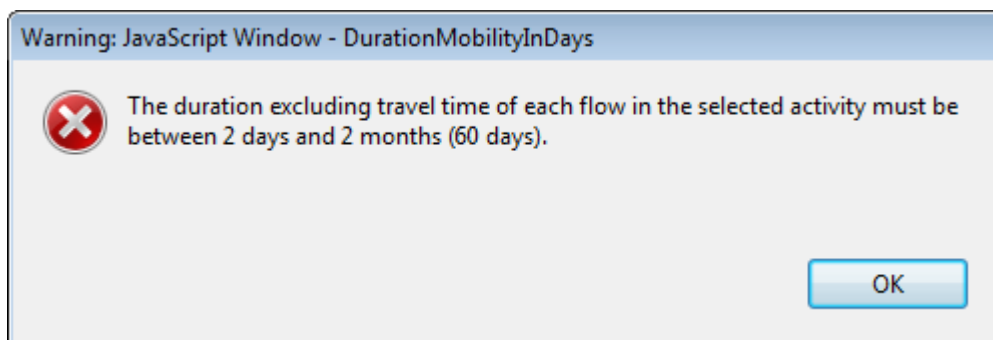 Warning: JavaScript Window - DurationMobilityInDays
The duration excluding travel time of each flow in the selected activity must be
between 2 days and 2 months (60 days).
OK